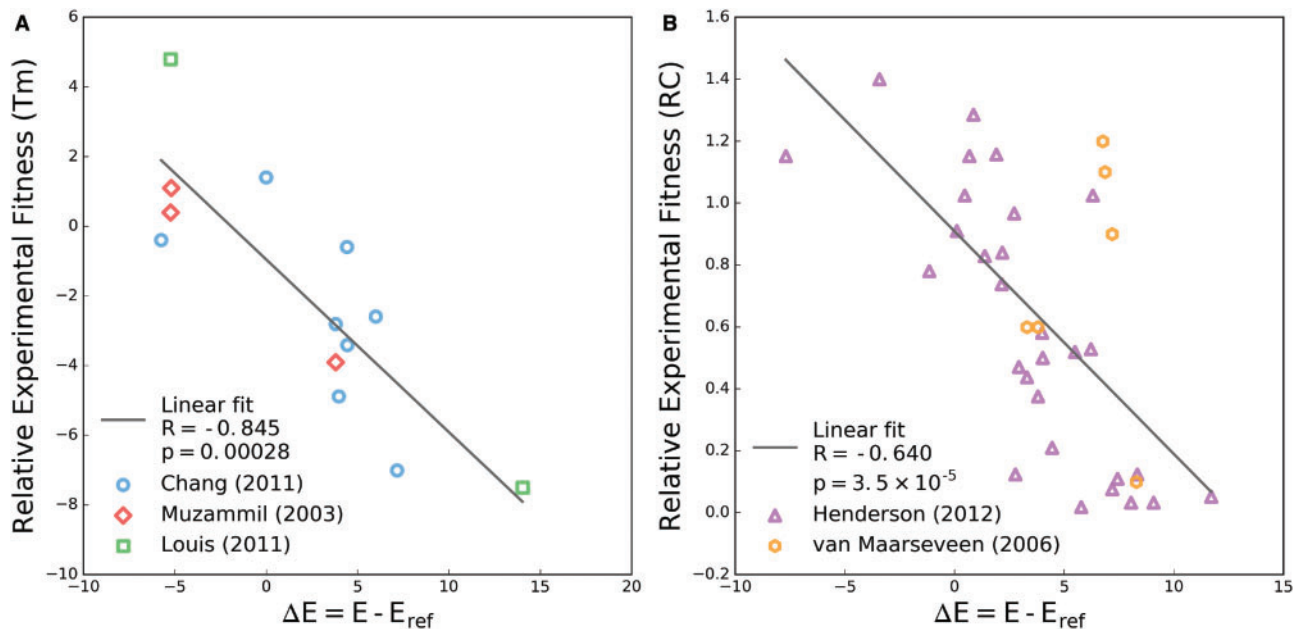 A
Relative Experimental Fitness (Tm)
6
4
2
0
−2
−4
−6
−8
−10
Linear fit
R = -0.845
p = 0.00028
Chang (2011)
Muzammil (2003)
Louis (2011)
−10
−5
0
5
10
15
20
ΔE = E - E_ref
B
Relative Experimental Fitness (RC)
1.6
1.4
1.2
1.0
0.8
0.6
0.4
0.2
0.0
−0.2
Linear fit
R = -0.640
p = 3.5 × 10⁻⁵
Henderson (2012)
van Maarseveen (2006)
−10
−5
0
5
10
15
ΔE = E - E_ref